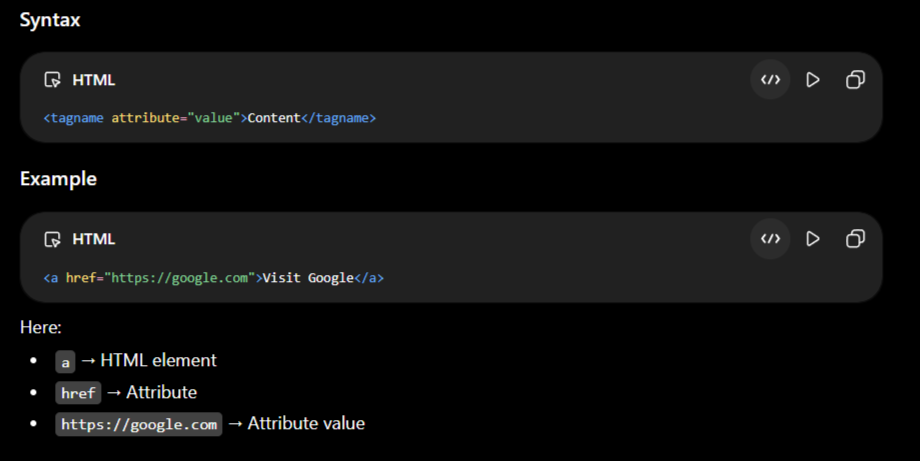 Syntax
HTML
<tagname attribute="value">Content</tagname>
Example
HTML
<a href="https://google.com">Visit Google</a>
Here:
• a → HTML element
• href → Attribute
• https://google.com → Attribute value